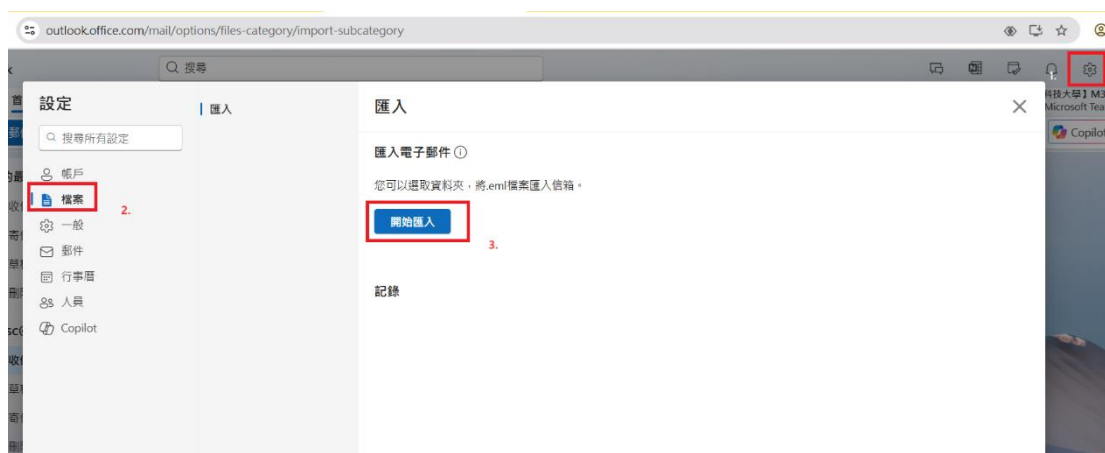 outlook.office.com/mail/options/files-category/import-subcategory
搜尋
1.
設定
搜尋所有設定
帳戶
檔案
2.
一般
郵件
行事曆
人員
Copilot
匯入
匯入
匯入電子郵件
您可以選取資料夾，將.eml檔案匯入信箱。
開始匯入
3.
記錄
科技大學】M3
Microsoft Tea
Copilot